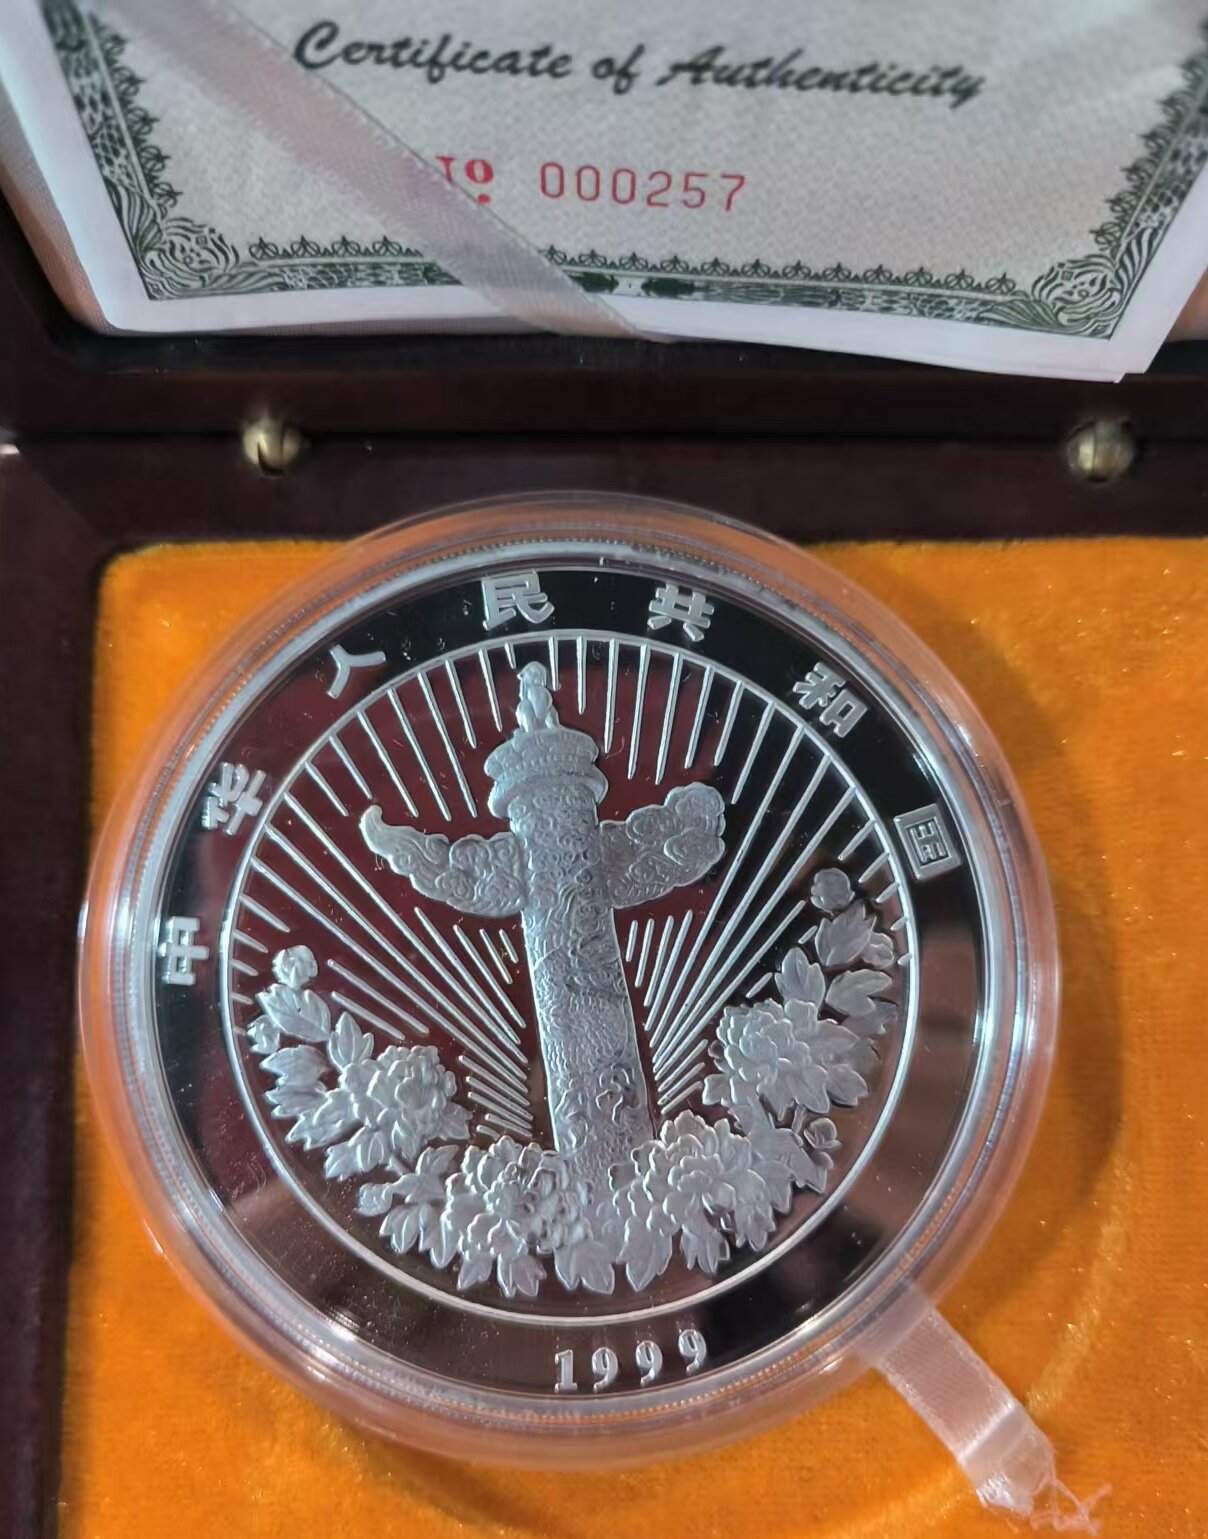 Certificate of Authenticity
No 000257
中华人民共和国
1999